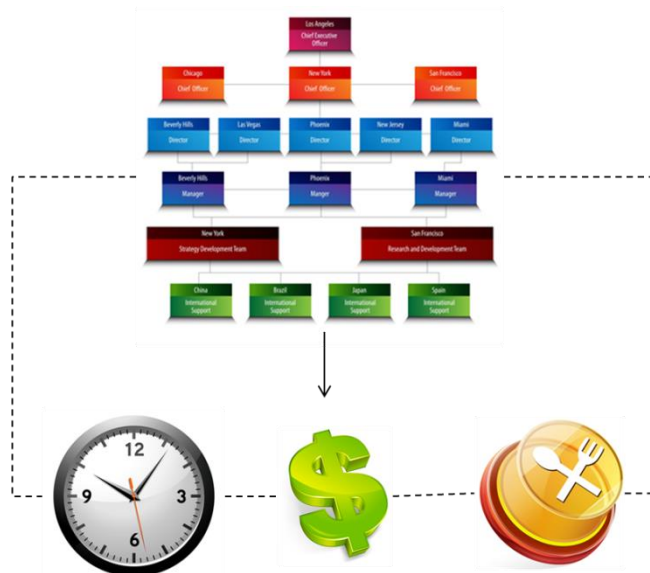 Los Angeles
Chief Executive
Officer
Chicago
Chief Officer
New York
Chief Officer
San Francisco
Chief Officer
Beverly Hills
Director
Las Vegas
Director
Phoenix
Director
New Jersey
Director
Miami
Director
Beverly Hills
Manager
Phoenix
Manger
Miami
Manager
New York
Strategy Development Team
San Francisco
Research and Development Team
China
International
Support
Brazil
International
Support
Japan
International
Support
Spain
International
Support
12
9
3
6
$